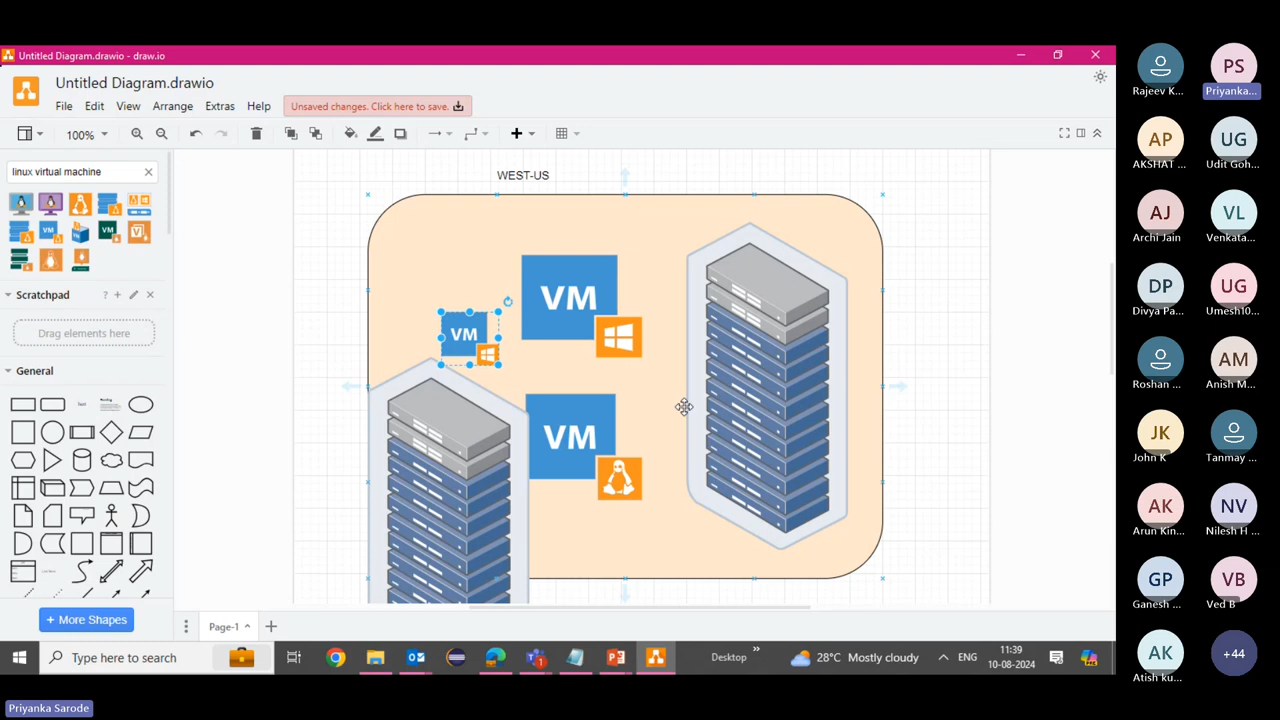 Untitled Diagram.drawio - draw.io
Untitled Diagram.drawio
File Edit View Arrange Extras Help Unsaved changes. Click here to save.
100%
linux virtual machine
Scratchpad
Drag elements here
General
+ More Shapes
WEST-US
VM
VM
VM
Page-1
Type here to search
Desktop
28°C Mostly cloudy
ENG
11:39
10-08-2024
Priyanka Sarode
Rajeev K...
PS
Priyanka...
AP
AKSHAT ...
UG
Udit Goh...
AJ
Archi Jain
VL
Venkata...
DP
Divya Pa...
UG
Umesh10...
Roshan ...
AM
Anish M...
JK
John K
Tanmay ...
AK
Arun Kin...
NV
Nilesh H ...
GP
Ganesh ...
VB
Ved B
AK
Atish ku...
+44